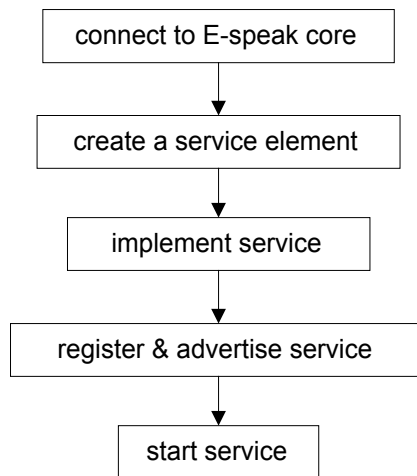 connect to E-speak core
create a service element
implement service
register & advertise service
start service